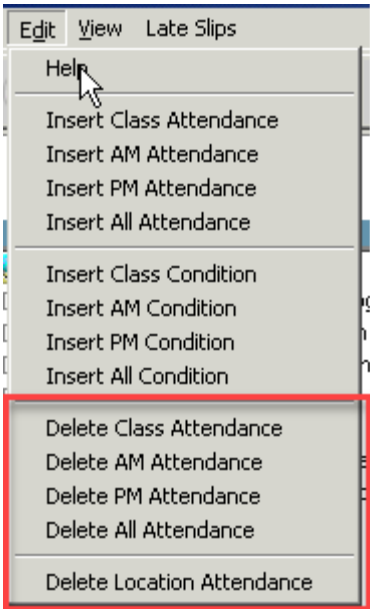 Edit View Late Slips
Help
Insert Class Attendance
Insert AM Attendance
Insert PM Attendance
Insert All Attendance
Insert Class Condition
Insert AM Condition
Insert PM Condition
Insert All Condition
Delete Class Attendance
Delete AM Attendance
Delete PM Attendance
Delete All Attendance
Delete Location Attendance